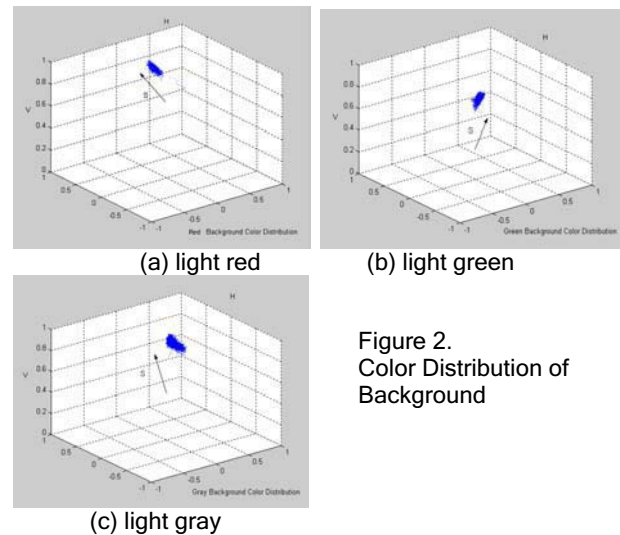 H
1
0.8
0.6
0.4
0.2
0
V
S
1
0.5
0
-0.5
-1
-1
-0.5
0
0.5
1
Red Background Color Distribution
(a) light red
H
1
0.8
0.6
0.4
0.2
0
V
S
1
0.5
0
-0.5
-1
-1
-0.5
0
0.5
1
Green Background Color Distribution
(b) light green
H
1
0.8
0.6
0.4
0.2
0
V
S
1
0.5
0
-0.5
-1
-1
-0.5
0
0.5
1
Gray Background Color Distribution
(c) light gray
Figure 2.
Color Distribution of
Background